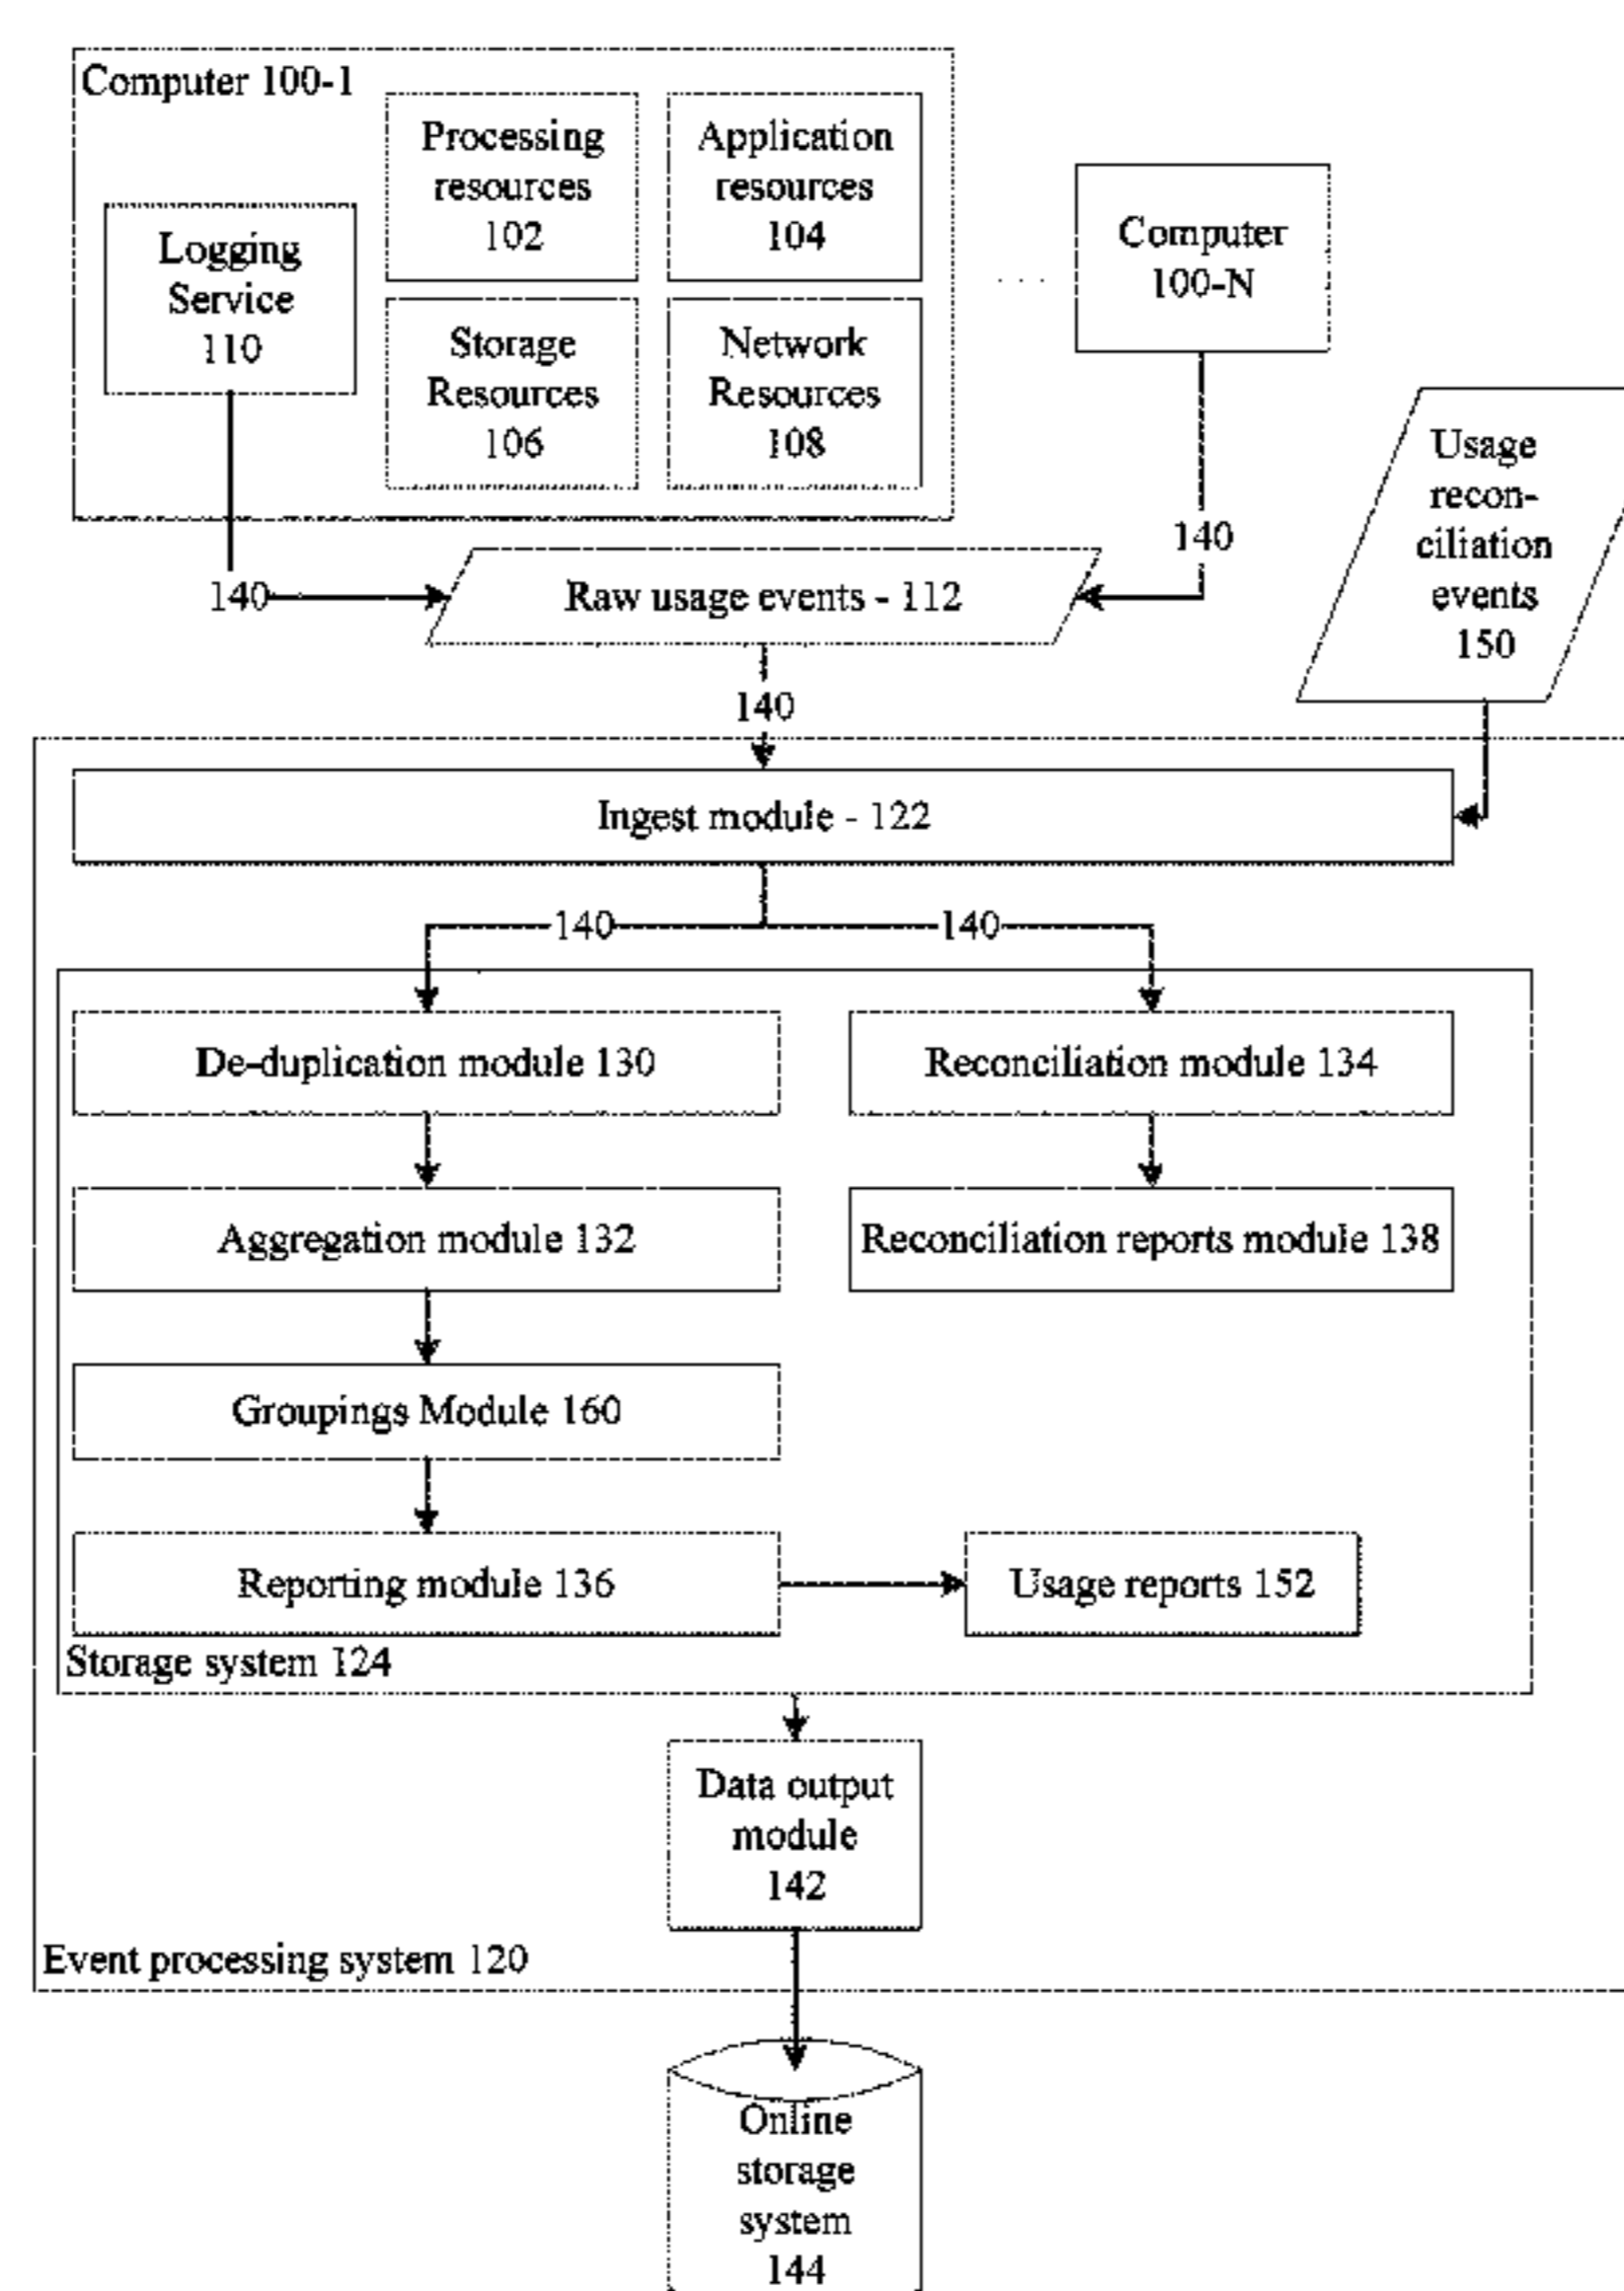 Computer 100-1
Processing
resources
102
Application
resources
104
Logging
Service
110
Storage
Resources
106
Network
Resources
108
. . .
Computer
100-N
Usage
recon-
ciliation
events
150
140
140
Raw usage events - 112
140
Ingest module - 122
140
140
De-duplication module 130
Reconciliation module 134
Aggregation module 132
Reconciliation reports module 138
Groupings Module 160
Reporting module 136
Usage reports 152
Storage system 124
Data output
module
142
Event processing system 120
Online
storage
system
144